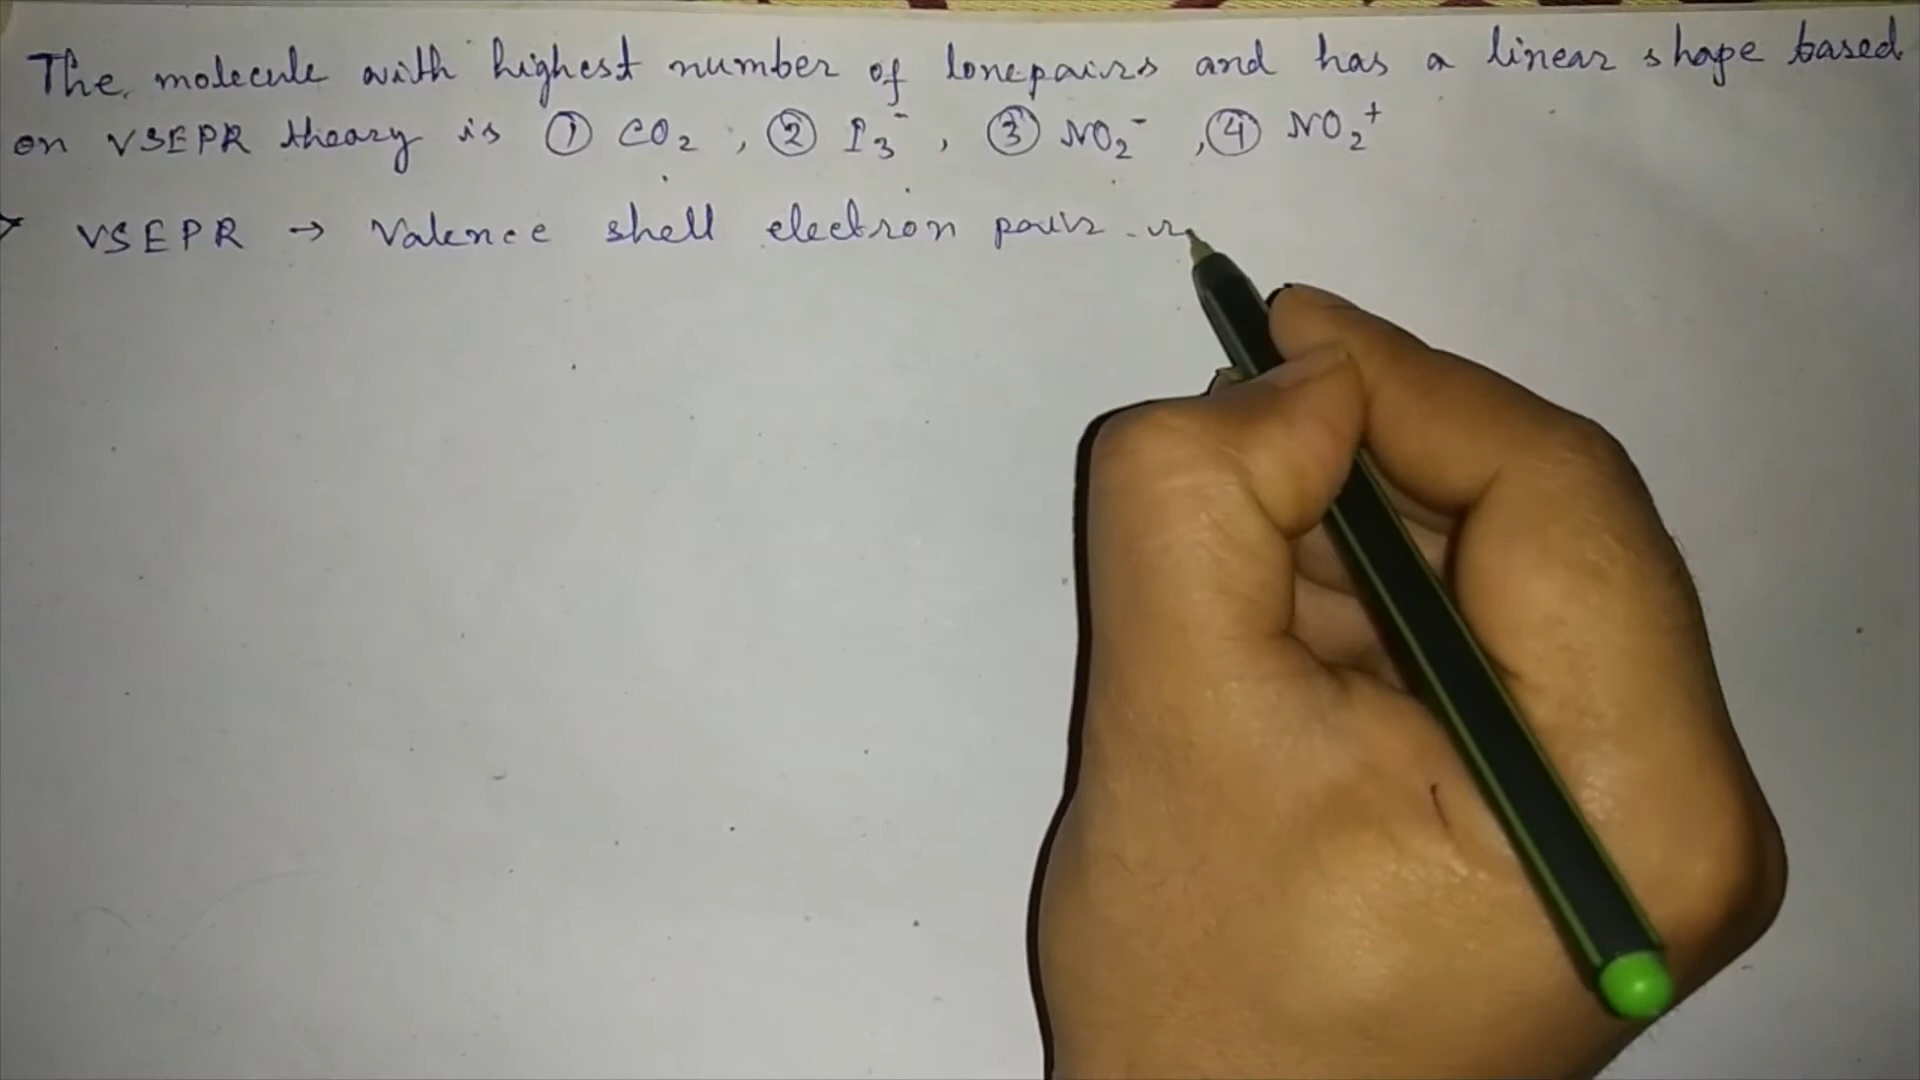 The molecule with highest number of lonepairs and has a linear shape based
on VSEPR theory is ① CO₂, ② I₃⁻, ③ NO₂⁻, ④ NO₂⁺
VSEPR → Valence shell electron pair